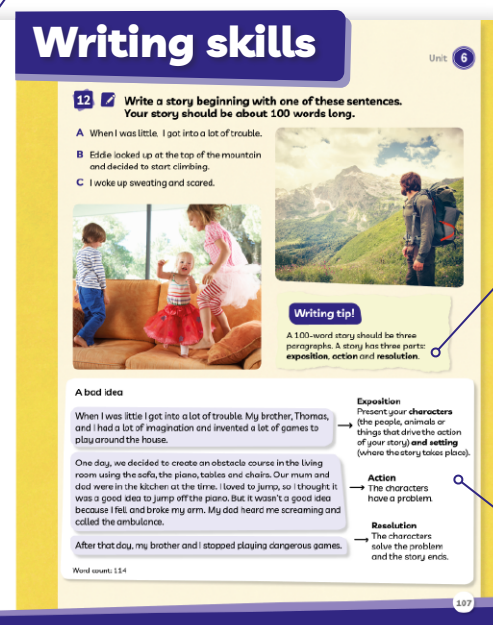 Writing skills
Unit 6
12 Write a story beginning with one of these sentences.
Your story should be about 100 words long.
A When I was little, I got into a lot of trouble.
B Eddie looked up at the top of the mountain
and decided to start climbing.
C I woke up sweating and scared.
Writing tip!
A 100-word story should be three
paragraphs. A story has three parts:
exposition, action and resolution.
A bad idea
When I was little I got into a lot of trouble. My brother, Thomas,
and I had a lot of imagination and invented a lot of games to
play around the house.
One day, we decided to create an obstacle course in the living
room using the sofa, the piano, tables and chairs. Our mum and
dad were in the kitchen at the time. I loved to jump, so I thought it
was a good idea to jump off the piano. But it wasn't a good idea
because I fell and broke my arm. My dad heard me screaming and
called the ambulance.
After that day, my brother and I stopped playing dangerous games.
Word count: 114
Exposition
Present your characters
(the people, animals or
things that drive the action
of your story) and setting
(where the story takes place).
Action
The characters
have a problem.
Resolution
The characters
solve the problem
and the story ends.
107